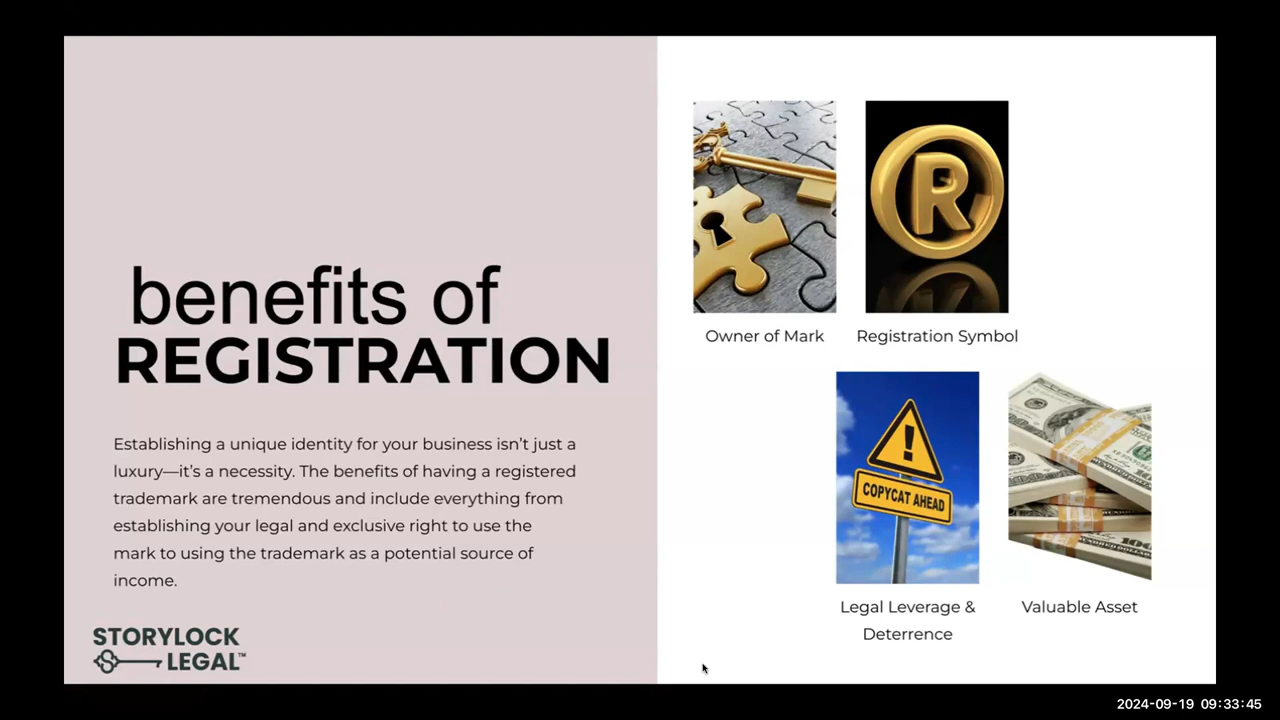 benefits of
REGISTRATION
Establishing a unique identity for your business isn’t just a
luxury—it’s a necessity. The benefits of having a registered
trademark are tremendous and include everything from
establishing your legal and exclusive right to use the
mark to using the trademark as a potential source of
income.
STORYLOCK
LEGAL™
R
Owner of Mark
Registration Symbol
COPYCAT AHEAD
Legal Leverage &
Deterrence
Valuable Asset
2024-09-19 09:33:45